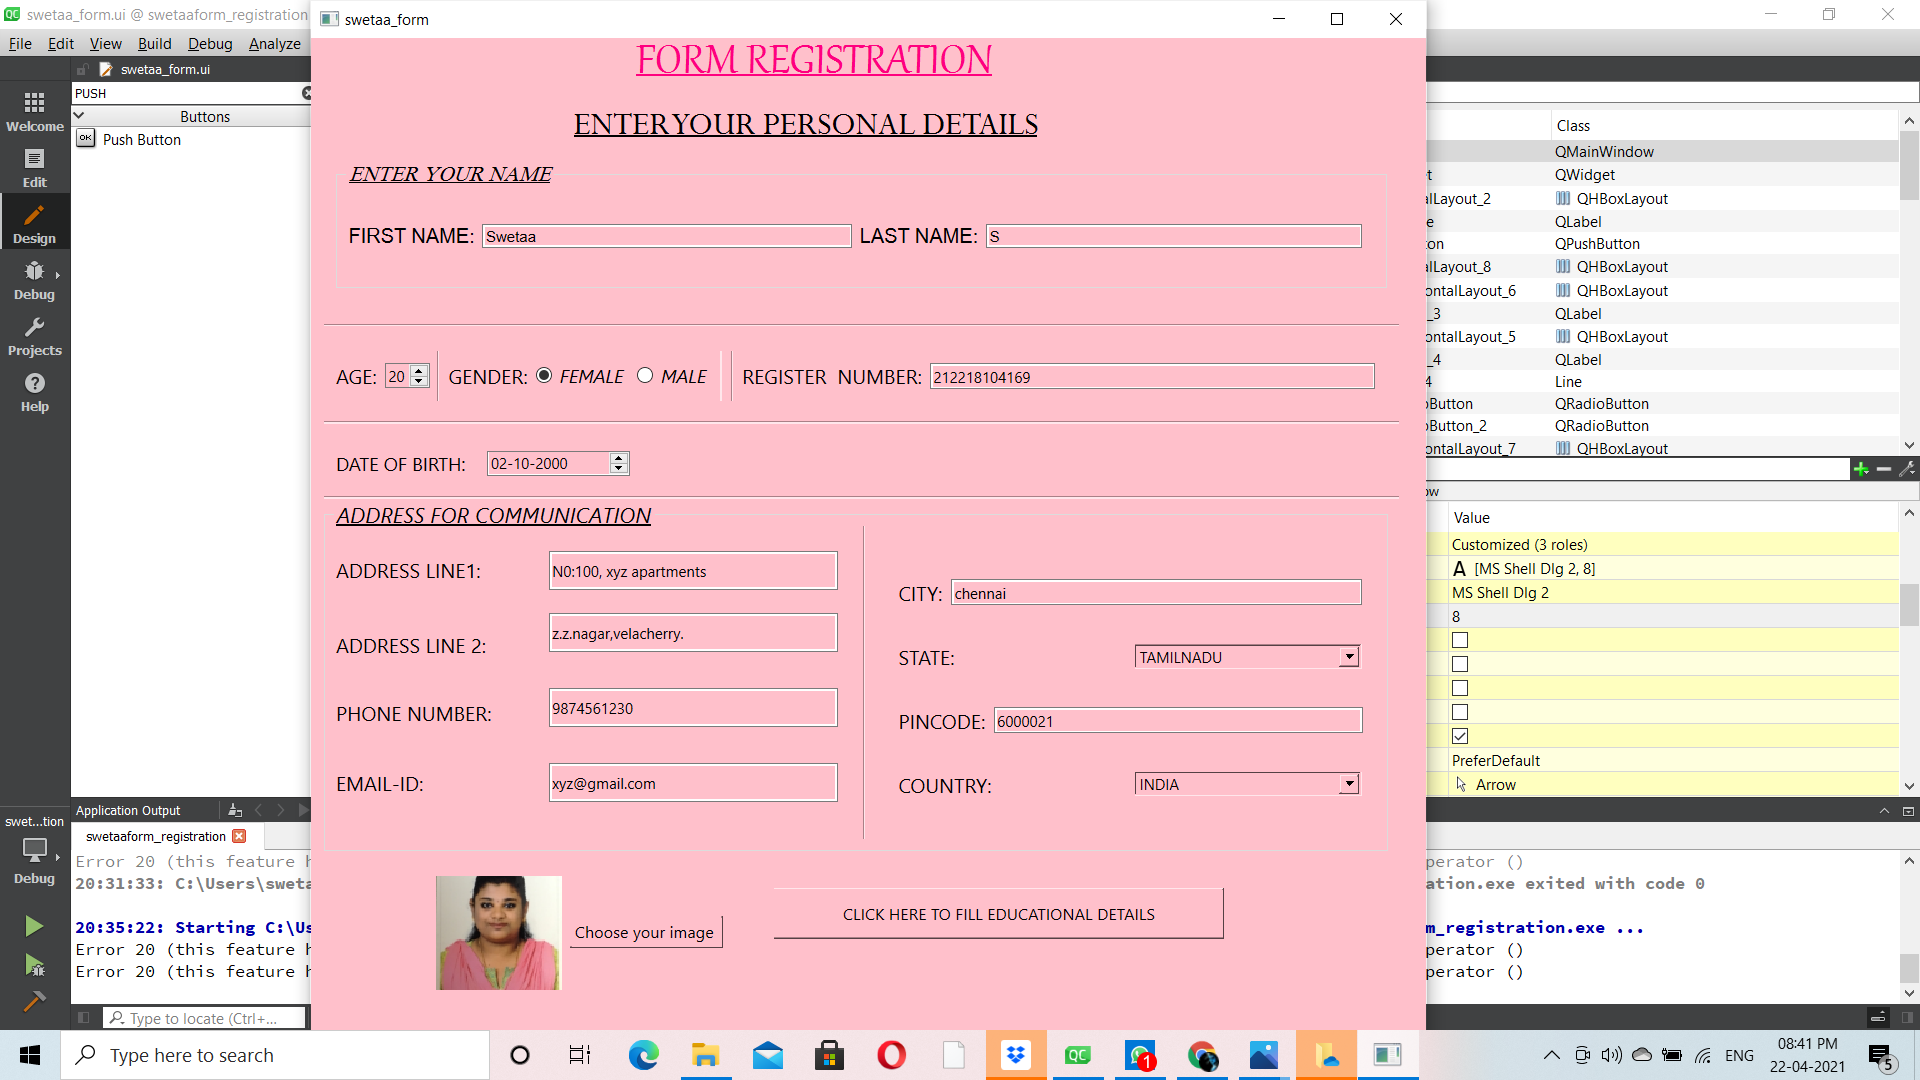 swetaa_form.ui @ swetaaform_registration
swetaa_form
File Edit View Build Debug Analyze
swetaa_form.ui
PUSH
Buttons
Push Button
Welcome
Edit
Design
Debug
Projects
Help
FORM REGISTRATION
ENTER YOUR PERSONAL DETAILS
ENTER YOUR NAME
FIRST NAME: Swetaa LAST NAME: S
AGE: 20 GENDER: FEMALE MALE REGISTER NUMBER: 212218104169
DATE OF BIRTH: 02-10-2000
ADDRESS FOR COMMUNICATION
ADDRESS LINE1: N0:100, xyz apartments
ADDRESS LINE 2: z.z.nagar,velacherry.
PHONE NUMBER: 9874561230
EMAIL-ID: xyz@gmail.com
CITY: chennai
STATE: TAMILNADU
PINCODE: 6000021
COUNTRY: INDIA
Choose your image
CLICK HERE TO FILL EDUCATIONAL DETAILS
Class
QMainWindow
t QWidget
alLayout_2 QHBoxLayout
e QLabel
on QPushButton
alLayout_8 QHBoxLayout
ontalLayout_6 QHBoxLayout
_3 QLabel
ontalLayout_5 QHBoxLayout
_4 QLabel
4 Line
oButton QRadioButton
oButton_2 QRadioButton
ontalLayout_7 QHBoxLayout
ow
Value
Customized (3 roles)
A [MS Shell Dlg 2, 8]
MS Shell Dlg 2
8
PreferDefault
Arrow
swet...tion
Debug
Application Output
swetaaform_registration
Error 20 (this feature h
20:31:33: C:\Users\sweta
20:35:22: Starting C:\Us
Error 20 (this feature h
Error 20 (this feature h
perator ()
ation.exe exited with code 0
m_registration.exe ...
perator ()
perator ()
Type to locate (Ctrl+...
Type here to search
QC
1
ENG
08:41 PM
22-04-2021
5